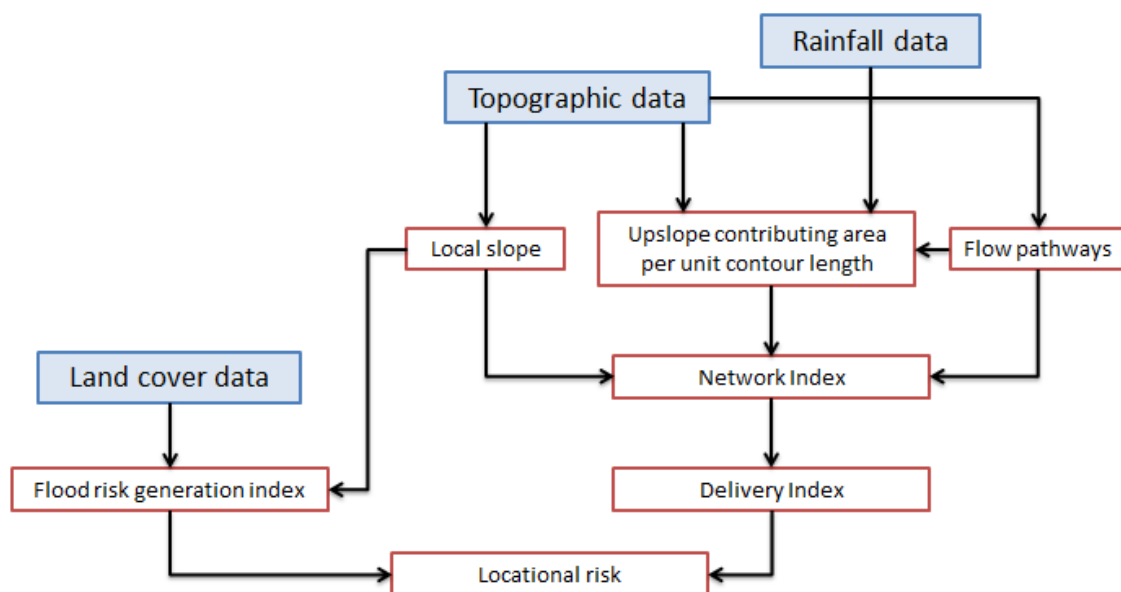 Rainfall data
Topographic data
Local slope
Upslope contributing area
per unit contour length
Flow pathways
Land cover data
Network Index
Flood risk generation index
Delivery Index
Locational risk